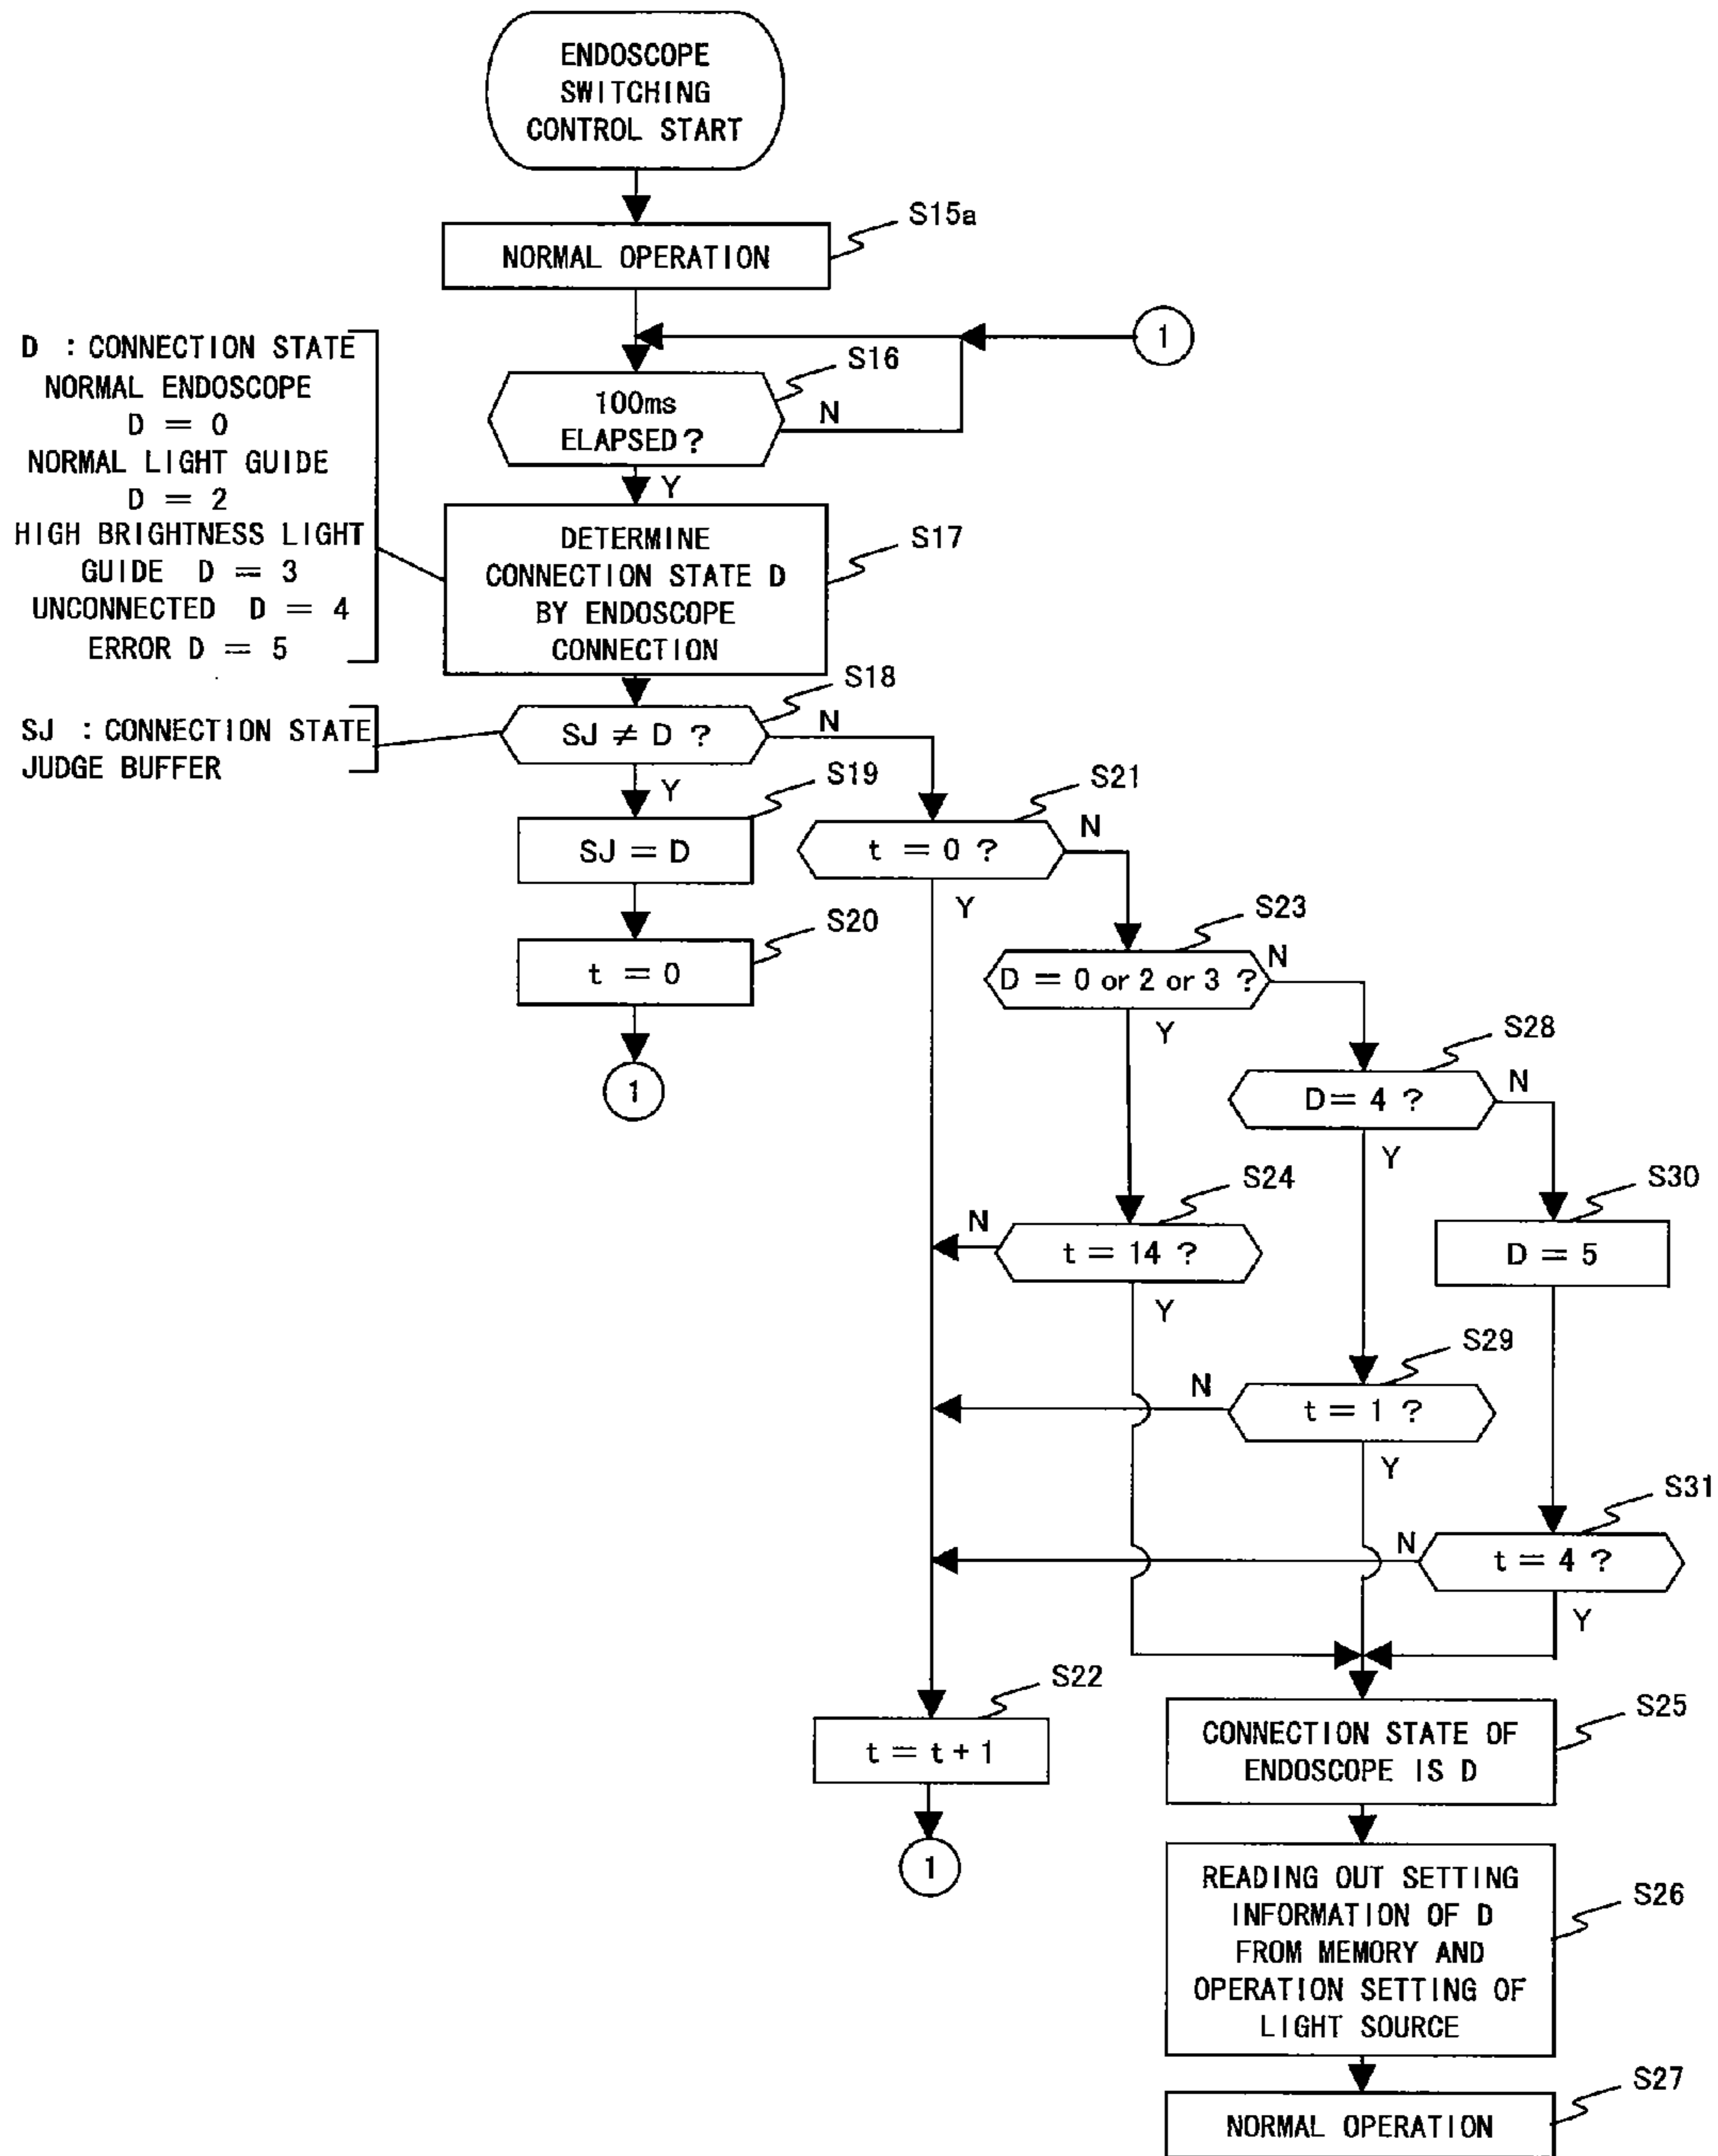 ENDOSCOPE
SWITCHING
CONTROL START
S15a
NORMAL OPERATION
1
D : CONNECTION STATE
NORMAL ENDOSCOPE
D = 0
NORMAL LIGHT GUIDE
D = 2
HIGH BRIGHTNESS LIGHT
GUIDE D = 3
UNCONNECTED D = 4
ERROR D = 5
S16
100ms
ELAPSED?
N
Y
S17
DETERMINE
CONNECTION STATE D
BY ENDOSCOPE
CONNECTION
SJ : CONNECTION STATE
JUDGE BUFFER
S18
SJ ≠ D ?
N
Y
S19
SJ = D
S20
t = 0
1
S21
t = 0 ?
N
Y
S23
D = 0 or 2 or 3 ?
N
Y
S28
D = 4 ?
N
Y
S24
t = 14 ?
N
Y
S30
D = 5
S29
t = 1 ?
N
Y
S31
t = 4 ?
N
Y
S22
t = t + 1
1
S25
CONNECTION STATE OF
ENDOSCOPE IS D
S26
READING OUT SETTING
INFORMATION OF D
FROM MEMORY AND
OPERATION SETTING OF
LIGHT SOURCE
S27
NORMAL OPERATION